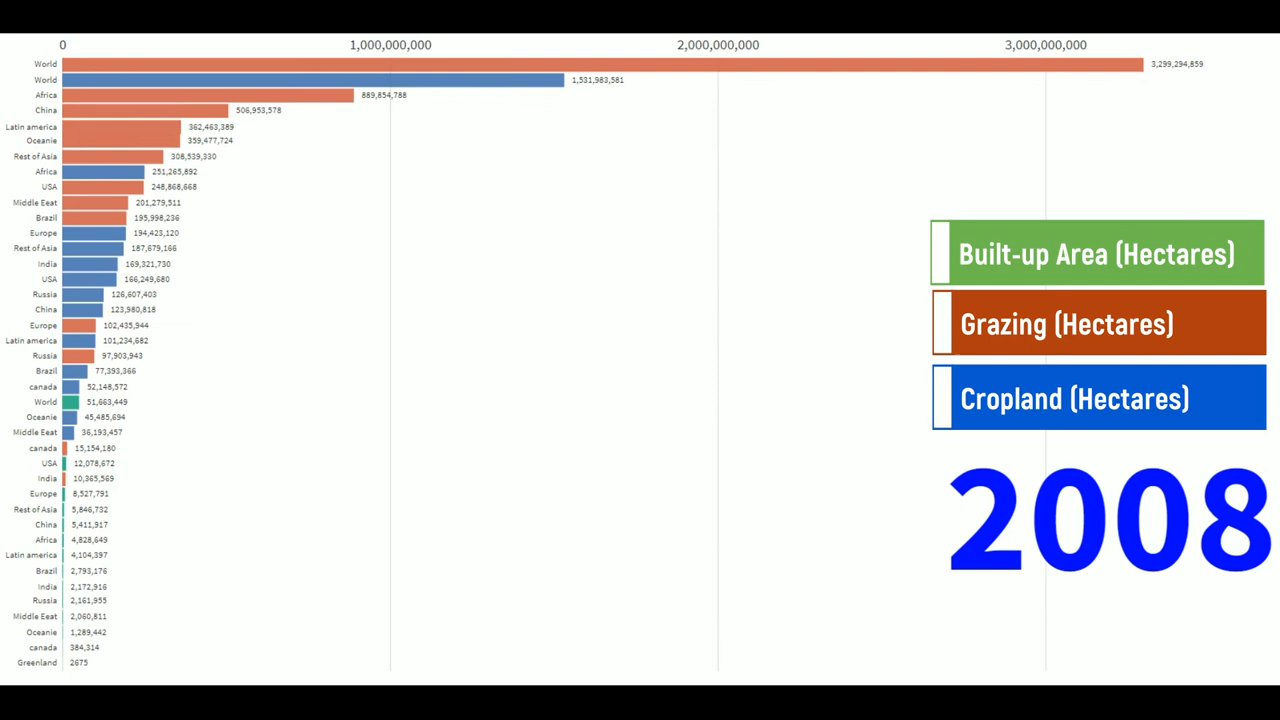 0 1,000,000,000 2,000,000,000 3,000,000,000
World 3,299,294,859
World 1,531,983,581
Africa 889,854,788
China 506,953,578
Latin america 362,463,389
Oceanie 359,477,724
Rest of Asia 308,539,330
Africa 251,265,892
USA 248,868,668
Middle Eeat 201,279,511
Brazil 195,998,236
Europe 194,423,120
Rest of Asia 187,679,166
India 169,321,730
USA 166,249,680
Russia 126,607,403
China 123,980,818
Europe 102,435,944
Latin america 101,234,682
Russia 97,903,943
Brazil 77,393,366
canada 52,148,572
World 51,663,449
Oceanie 45,485,694
Middle Eeat 36,193,457
canada 15,154,180
USA 12,078,672
India 10,365,569
Europe 8,527,791
Rest of Asia 5,846,732
China 5,411,917
Africa 4,828,649
Latin america 4,104,397
Brazil 2,793,176
India 2,172,916
Russia 2,161,955
Middle Eeat 2,060,811
Oceanie 1,289,442
canada 384,314
Greenland 2675
Built-up Area (Hectares)
Grazing (Hectares)
Cropland (Hectares)
2008